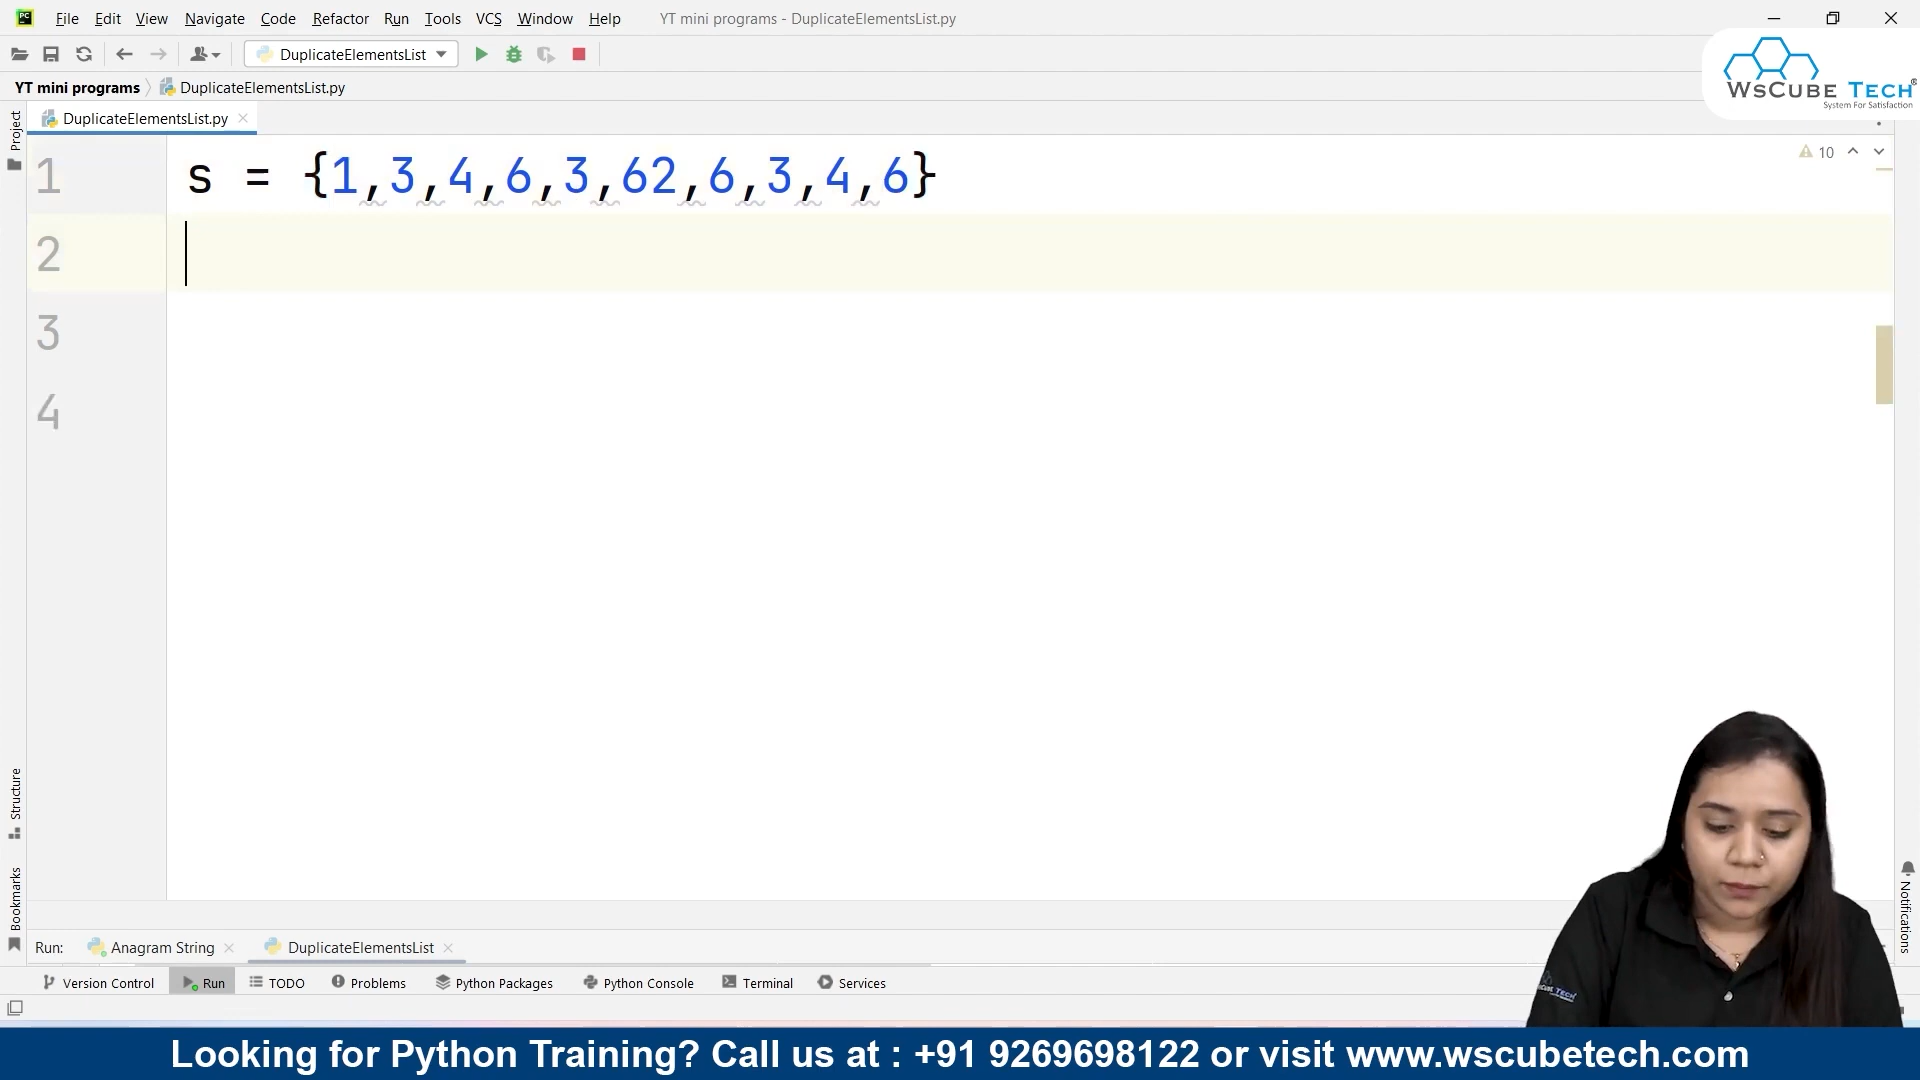 File Edit View Navigate Code Refactor Run Tools VCS Window Help YT mini programs - DuplicateElementsList.py
DuplicateElementsList
YT mini programs DuplicateElementsList.py
WsCube Tech®
System For Satisfaction
DuplicateElementsList.py
Project
1 s = {1,3,4,6,3,62,6,3,4,6}
10
2
3
4
Structure
Bookmarks
Notifications
Run: Anagram String DuplicateElementsList
Version Control Run TODO Problems Python Packages Python Console Terminal Services
Looking for Python Training? Call us at : +91 9269698122 or visit www.wscubetech.com